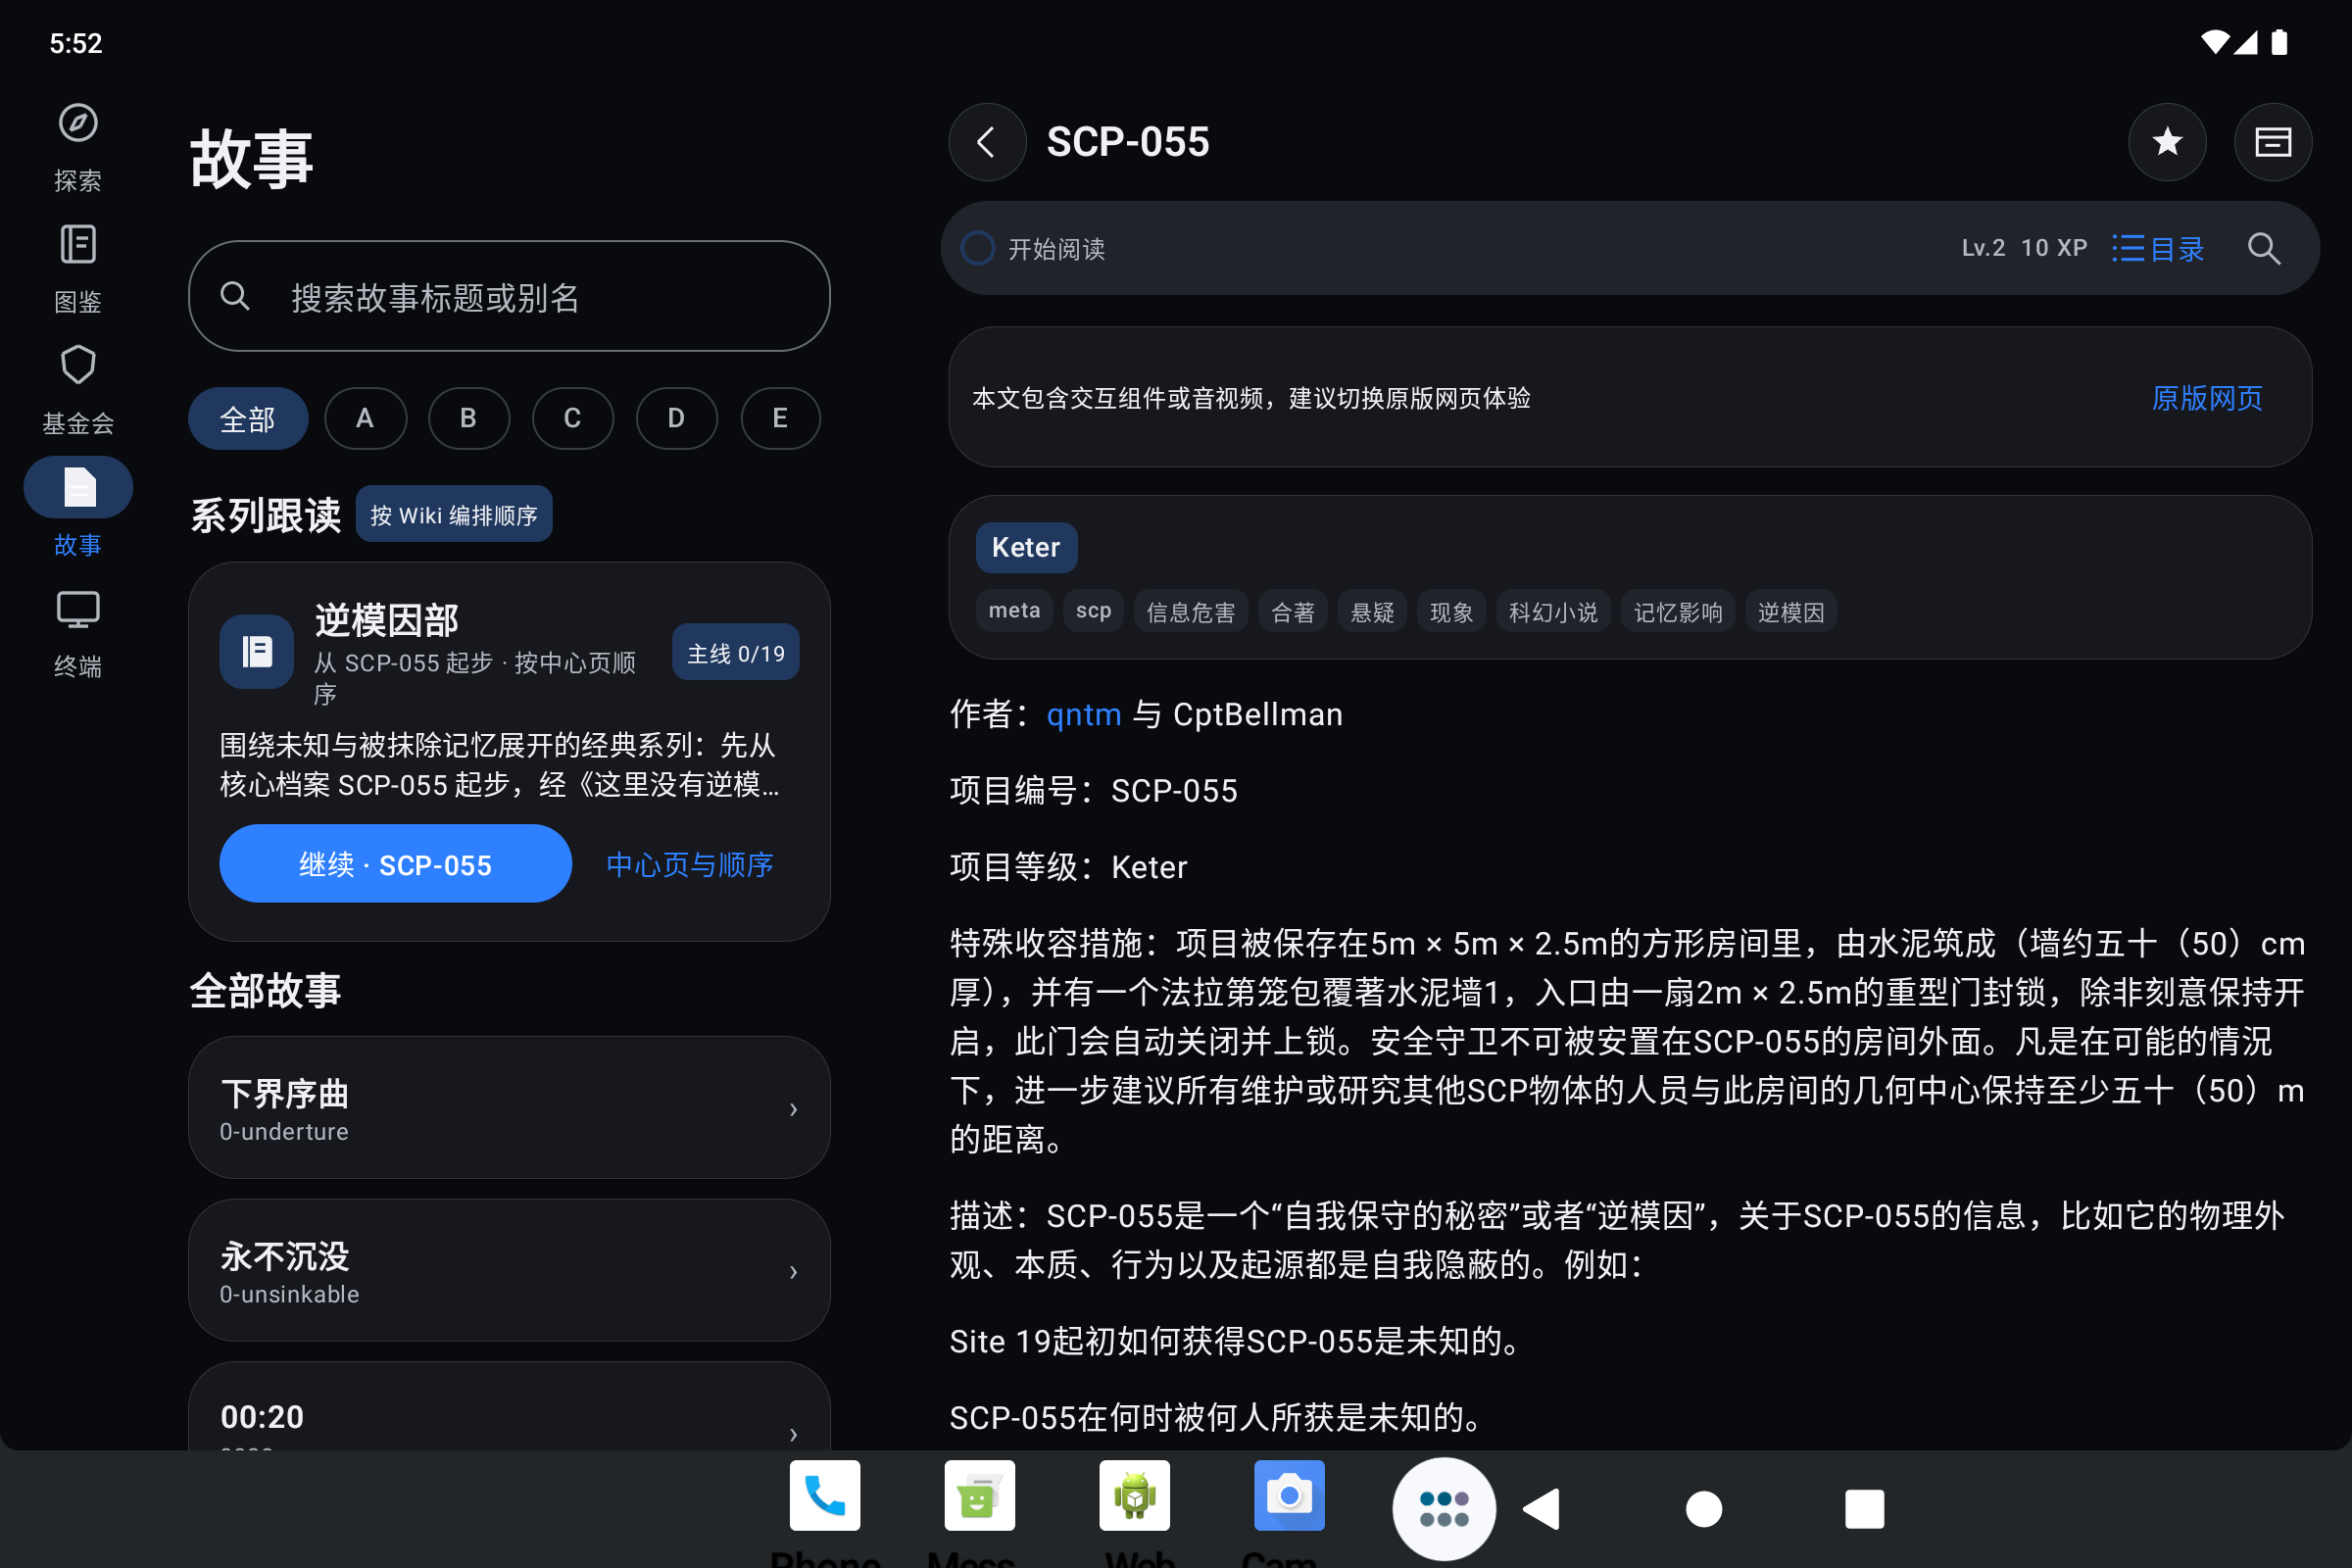 5:52
探索
图鉴
基金会
故事
终端
故事
搜索故事标题或别名
全部 A B C D E
系列跟读 按 Wiki 编排顺序
逆模因部
从 SCP-055 起步 · 按中心页顺
序
主线 0/19
围绕未知与被抹除记忆展开的经典系列：先从
核心档案 SCP-055 起步，经《这里没有逆模…
继续 · SCP-055 中心页与顺序
全部故事
下界序曲
0-underture
›
永不沉没
0-unsinkable
›
00:20
›
SCP-055
开始阅读 Lv.2 10 XP 目录
本文包含交互组件或音视频，建议切换原版网页体验 原版网页
Keter
meta scp 信息危害 合著 悬疑 现象 科幻小说 记忆影响 逆模因
作者：qntm 与 CptBellman
项目编号：SCP-055
项目等级：Keter
特殊收容措施：项目被保存在5m × 5m × 2.5m的方形房间里，由水泥筑成（墙约五十（50）cm
厚），并有一个法拉第笼包覆著水泥墙1，入口由一扇2m × 2.5m的重型门封锁，除非刻意保持开
启，此门会自动关闭并上锁。安全守卫不可被安置在SCP-055的房间外面。凡是在可能的情況
下，进一步建议所有维护或研究其他SCP物体的人员与此房间的几何中心保持至少五十（50）m
的距离。
描述：SCP-055是一个“自我保守的秘密”或者“逆模因”，关于SCP-055的信息，比如它的物理外
观、本质、行为以及起源都是自我隐蔽的。例如：
Site 19起初如何获得SCP-055是未知的。
SCP-055在何时被何人所获是未知的。
Phone Mess Web Cam